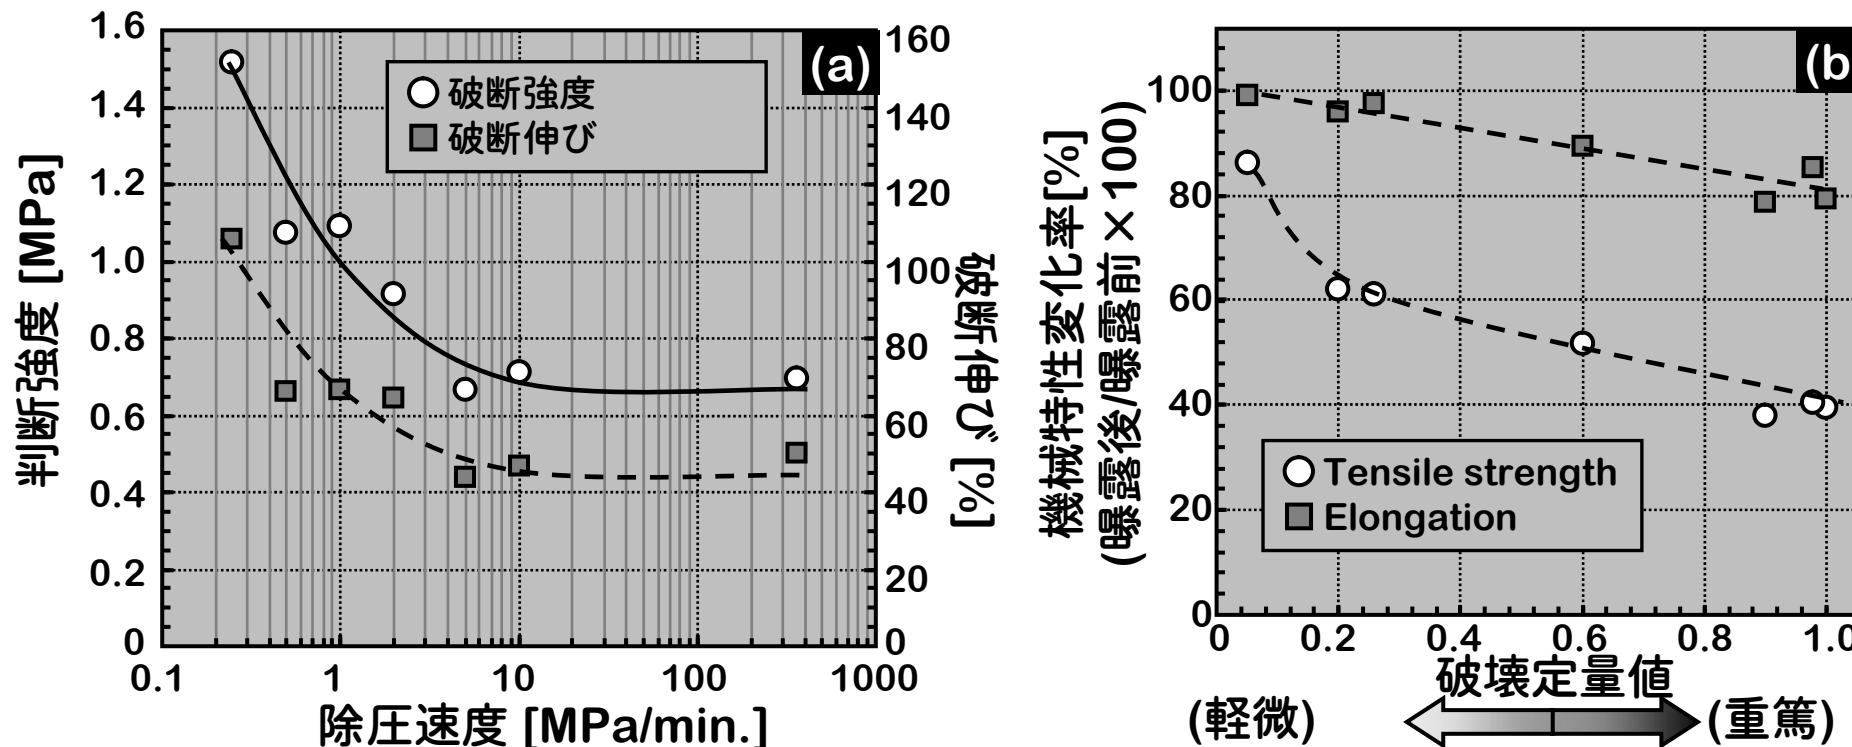 (a)
判断強度 [MPa]
1.6
1.4
1.2
1.0
0.8
0.6
0.4
0.2
0
破断強度
破断伸び
160
140
120
100
80
60
40
20
0
破断伸び [%]
0.1 1 10 100 1000
除圧速度 [MPa/min.]
(b
機械特性変化率[%]
(曝露後/曝露前×100)
100
80
60
40
20
0
Tensile strength
Elongation
0 0.2 0.4 0.6 0.8 1.0
破壊定量値
(軽微) (重篤)